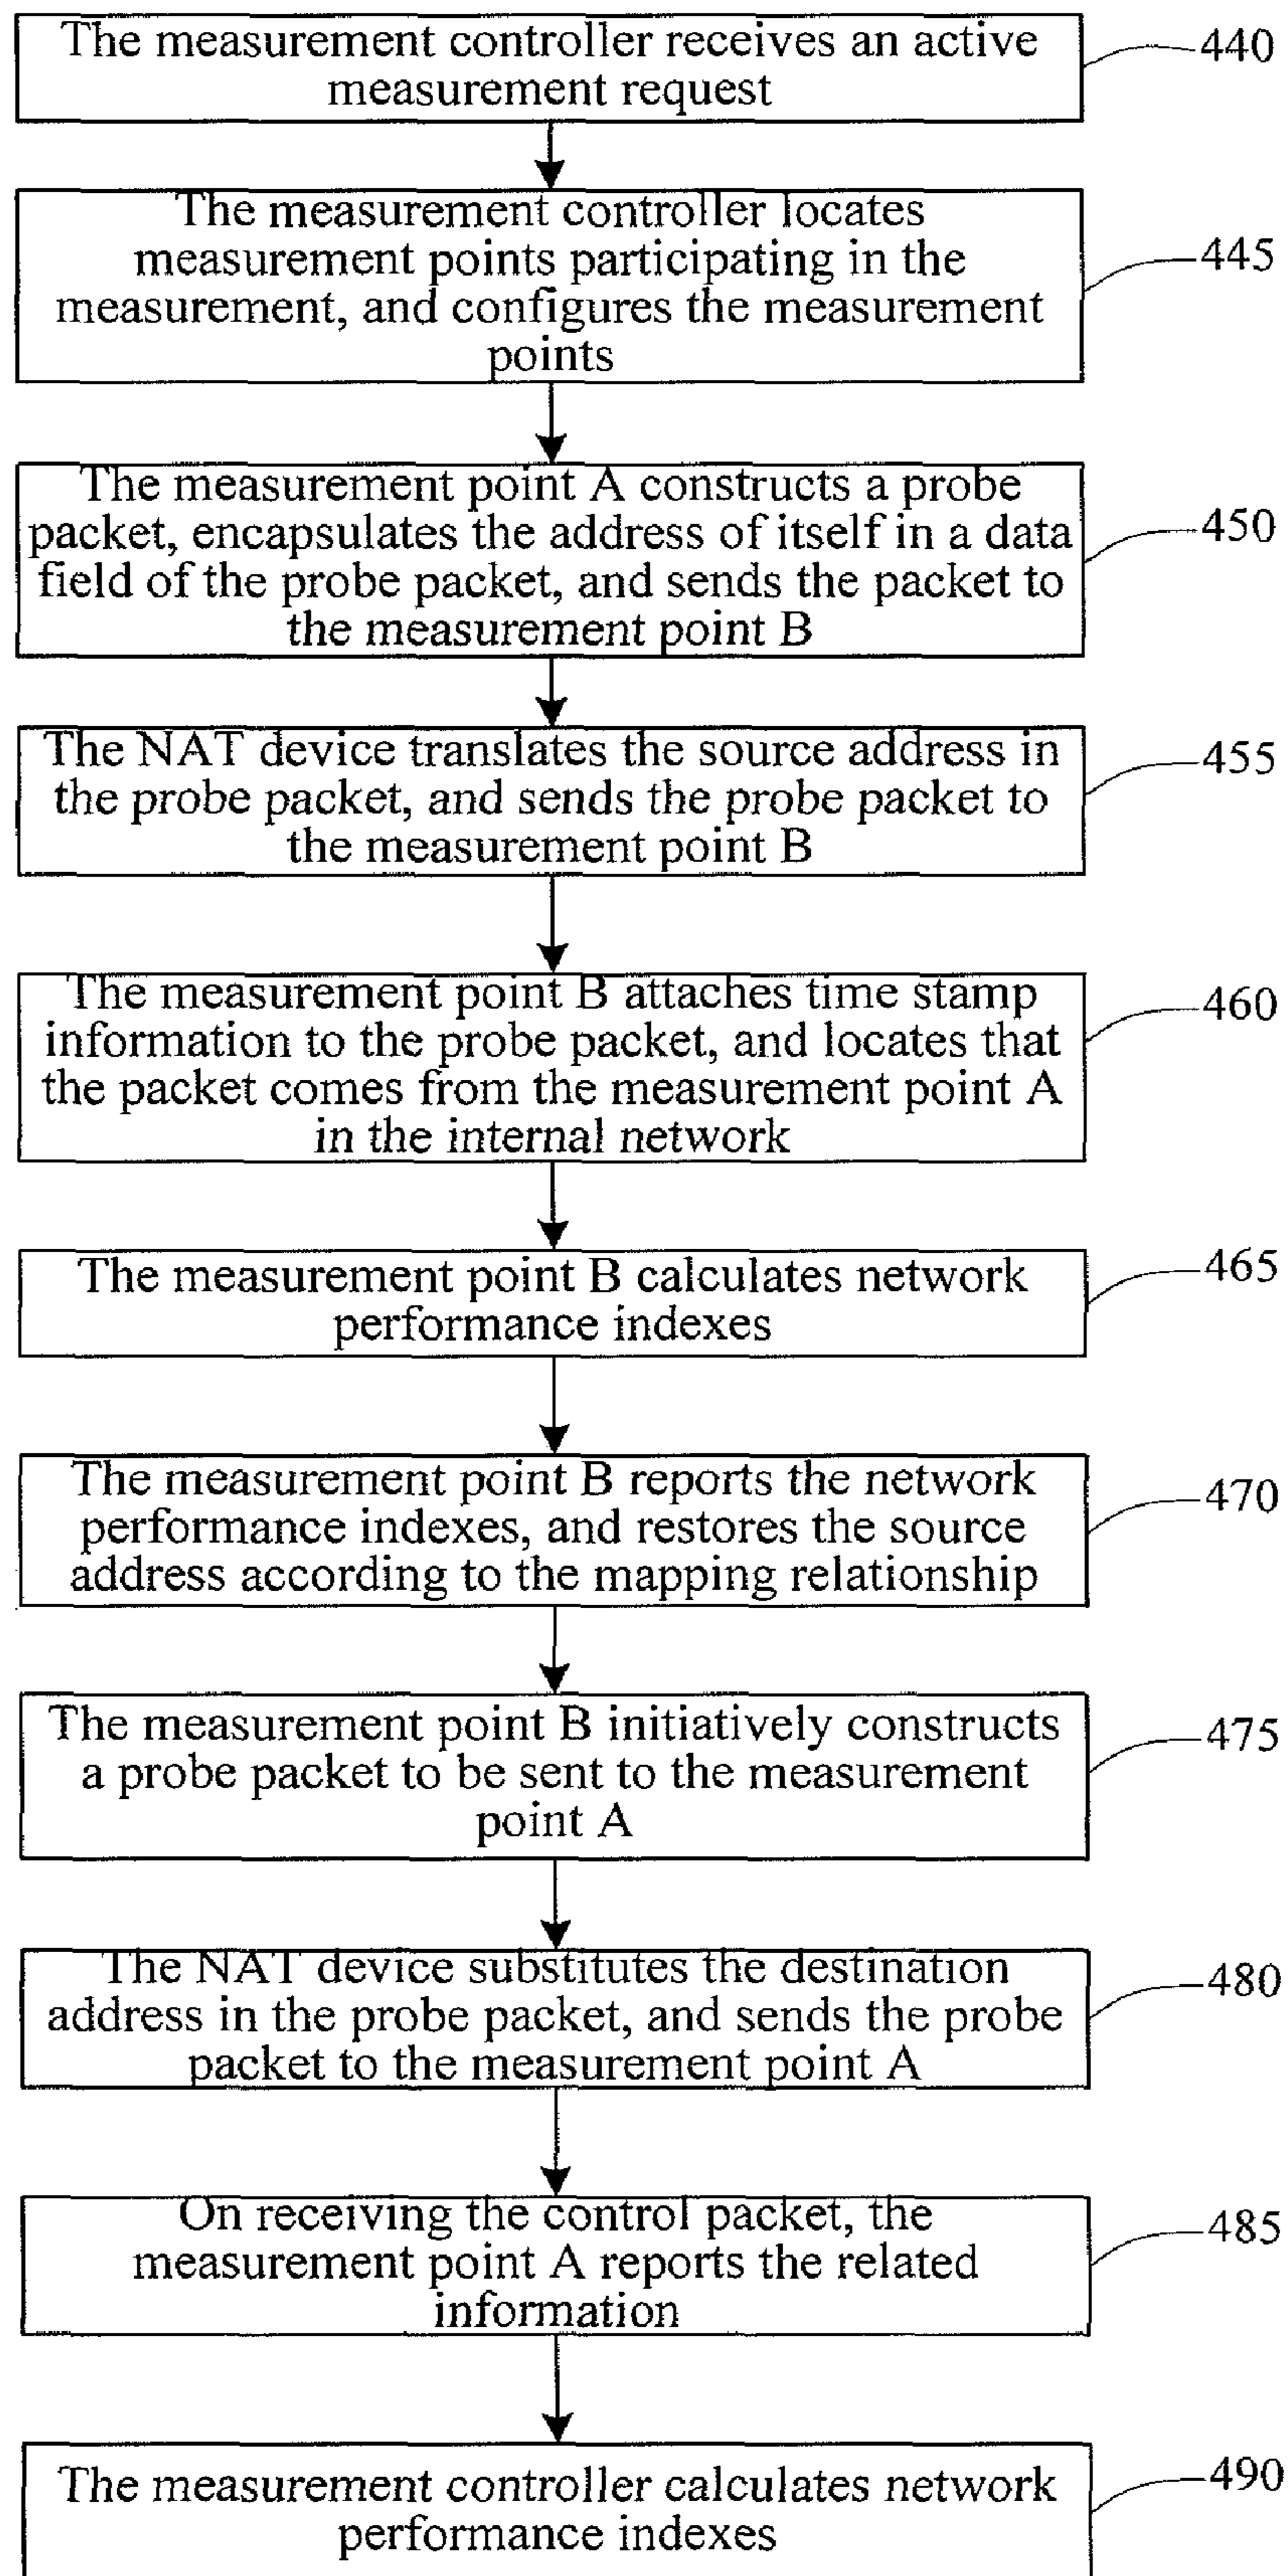 The measurement controller receives an active
measurement request
440
The measurement controller locates
measurement points participating in the
measurement, and configures the measurement
points
445
The measurement point A constructs a probe
packet, encapsulates the address of itself in a data
field of the probe packet, and sends the packet to
the measurement point B
450
The NAT device translates the source address in
the probe packet, and sends the probe packet to
the measurement point B
455
The measurement point B attaches time stamp
information to the probe packet, and locates that
the packet comes from the measurement point A
in the internal network
460
The measurement point B calculates network
performance indexes
465
The measurement point B reports the network
performance indexes, and restores the source
address according to the mapping relationship
470
The measurement point B initiatively constructs
a probe packet to be sent to the measurement
point A
475
The NAT device substitutes the destination
address in the probe packet, and sends the probe
packet to the measurement point A
480
On receiving the control packet, the
measurement point A reports the related
information
485
The measurement controller calculates network
performance indexes
490